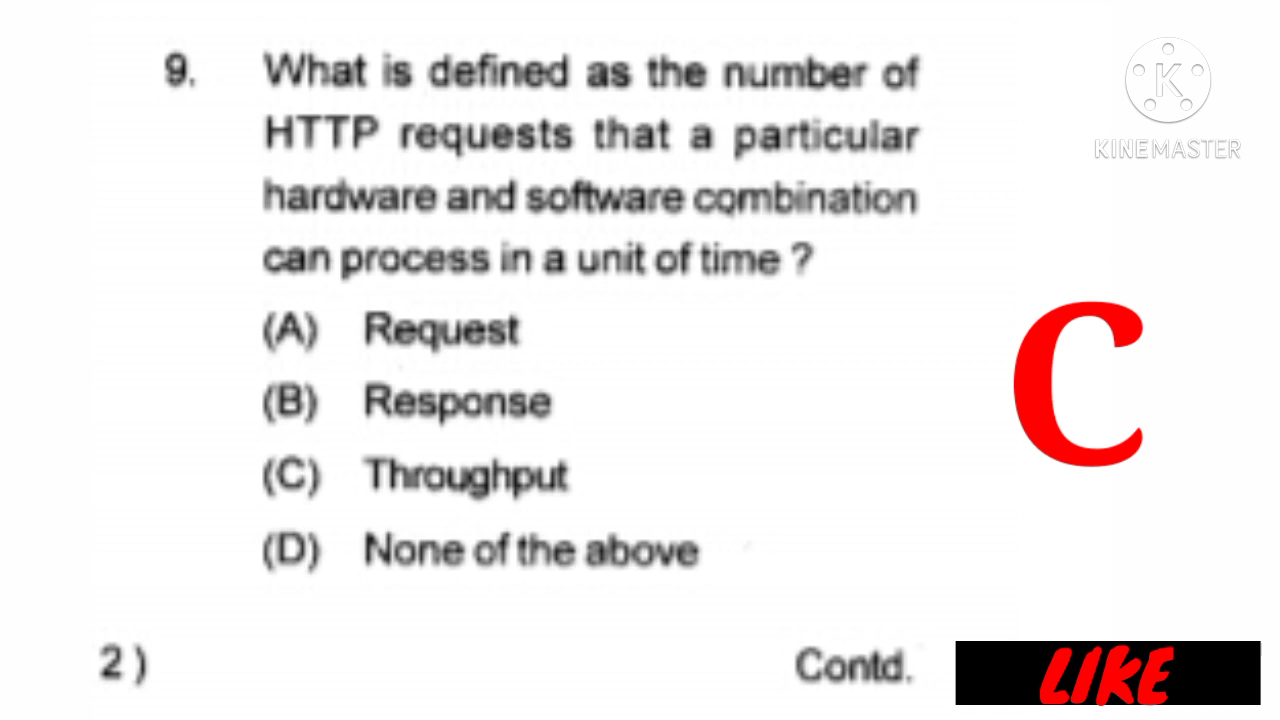 9. What is defined as the number of
HTTP requests that a particular
hardware and software combination
can process in a unit of time ?
(A) Request
(B) Response
(C) Throughput
(D) None of the above
2 )
Contd.
K
KINEMASTER
C
LIKE